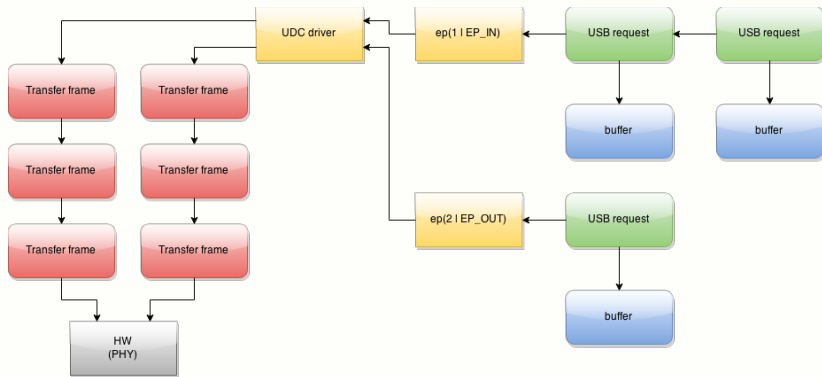 UDC driver
ep(1 | EP_IN)
USB request
USB request
Transfer frame
Transfer frame
buffer
buffer
Transfer frame
Transfer frame
ep(2 | EP_OUT)
USB request
Transfer frame
Transfer frame
buffer
HW
(PHY)